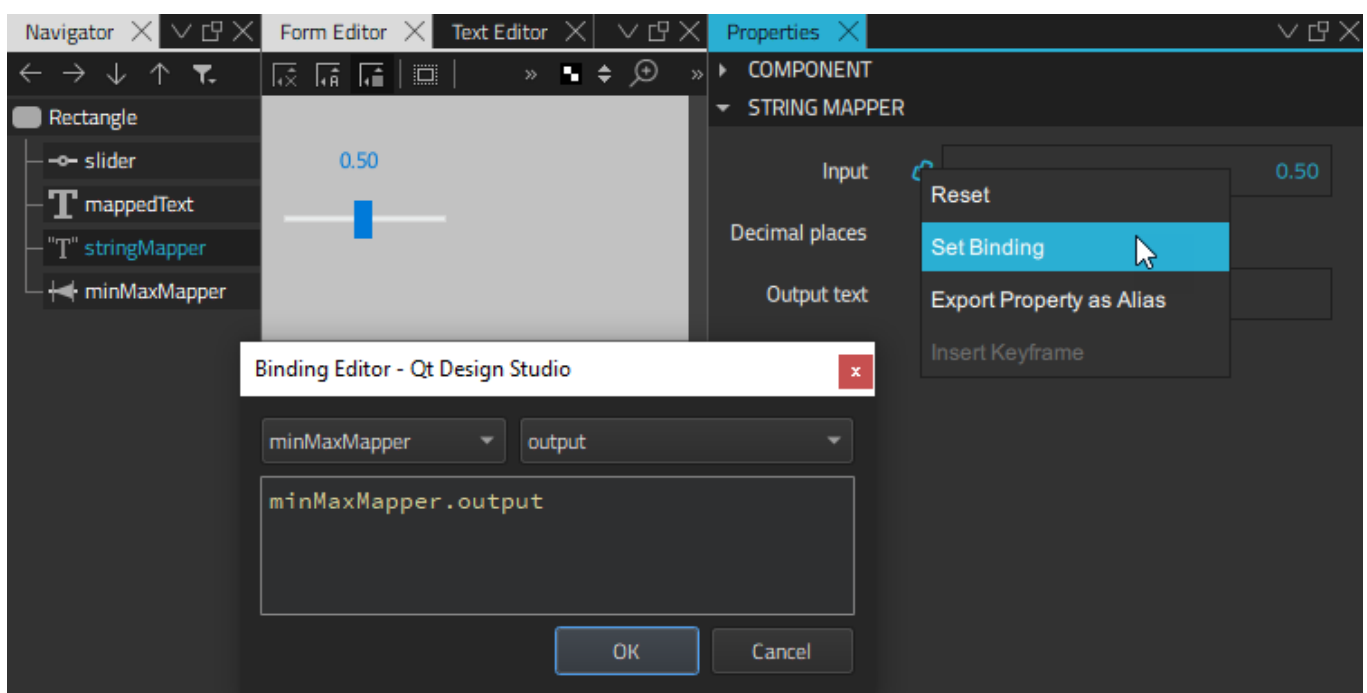 Navigator
Form Editor
Text Editor
Properties
COMPONENT
STRING MAPPER
Rectangle
slider
mappedText
"T" stringMapper
minMaxMapper
0.50
Input
0.50
Decimal places
Output text
Reset
Set Binding
Export Property as Alias
Insert Keyframe
Binding Editor - Qt Design Studio
minMaxMapper
output
minMaxMapper.output
OK
Cancel